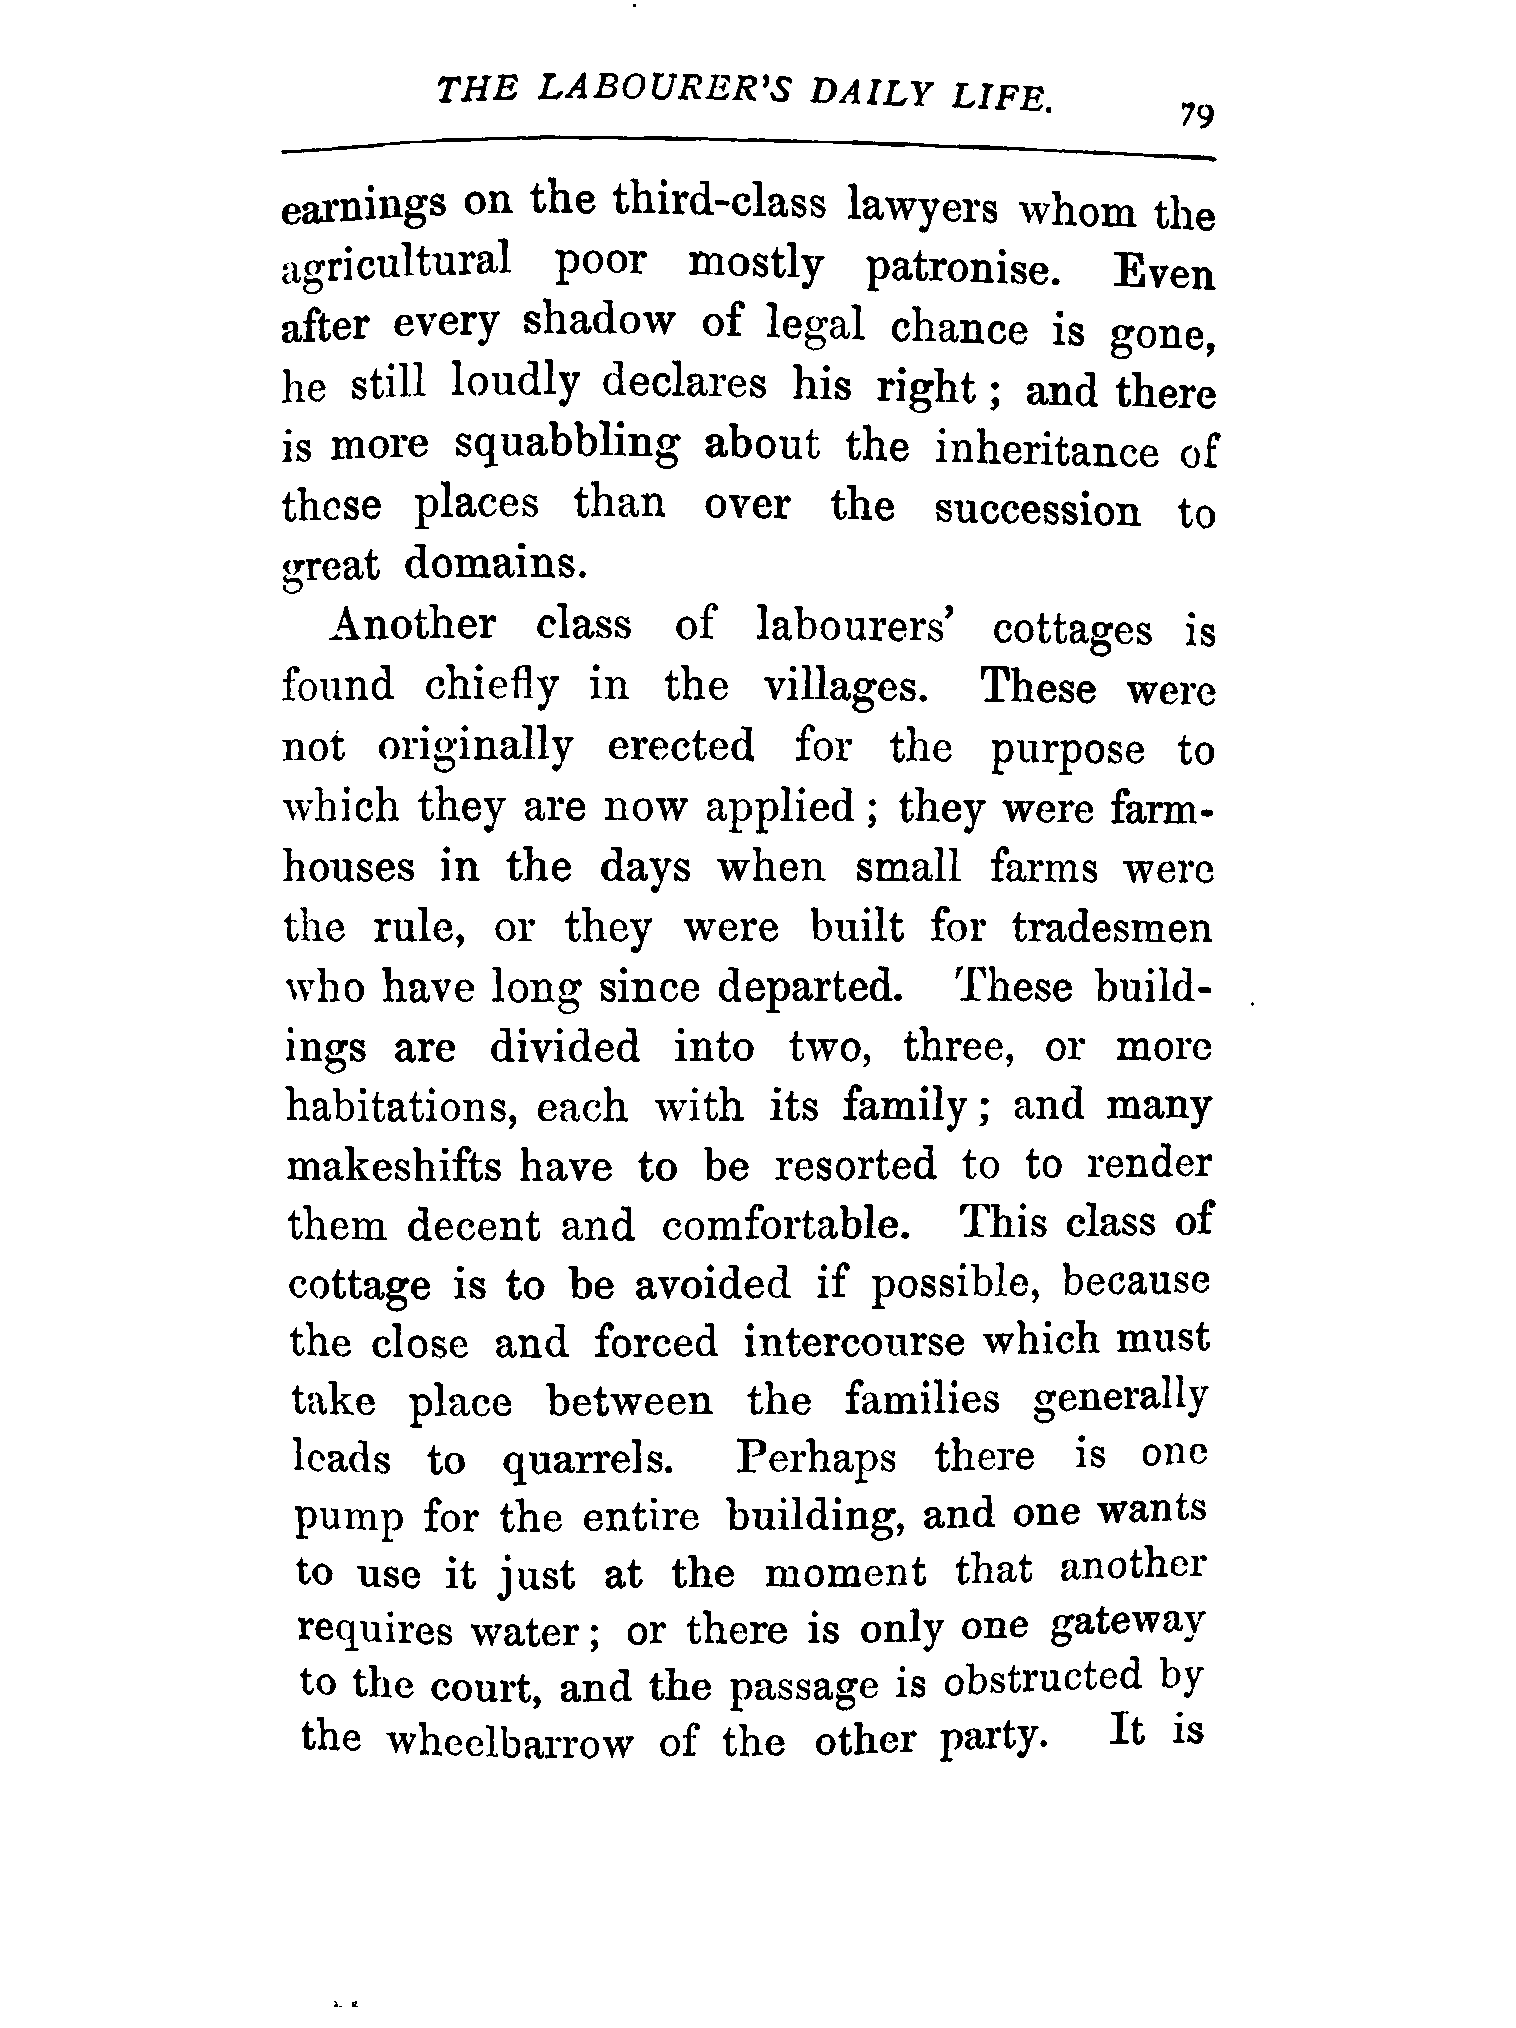 THE LABOURER'S DAILY LIFE. 79
earnings on the third-class lawyers whom the
agricultural poor mostly patronise. Even
after every shadow of legal chance is gone,
he still loudly declares his right ; and there
is more squabbling about the inheritance of
these places than over the succession to
great domains.
Another class of labourers' cottages is
found chiefly in the villages. These were
not originally erected for the purpose to
which they are now applied ; they were farm-
houses in the days when small farms were
the rule, or they were built for tradesmen
who have long since departed. These build-
ings are divided into two, three, or more
habitations, each with its family ; and many
makeshifts have to be resorted to to render
them decent and comfortable. This class of
cottage is to be avoided if possible, because
the close and forced intercourse which must
take place between the families generally
leads to quarrels. Perhaps there is one
pump for the entire building, and one wants
to use it just at the moment that another
requires water ; or there is only one gateway
to the court, and the passage is obstructed by
the wheelbarrow of the other party. It is